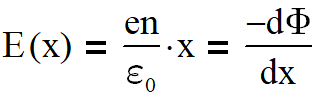 E(x) = en/ε₀ · x = −dΦ/dx